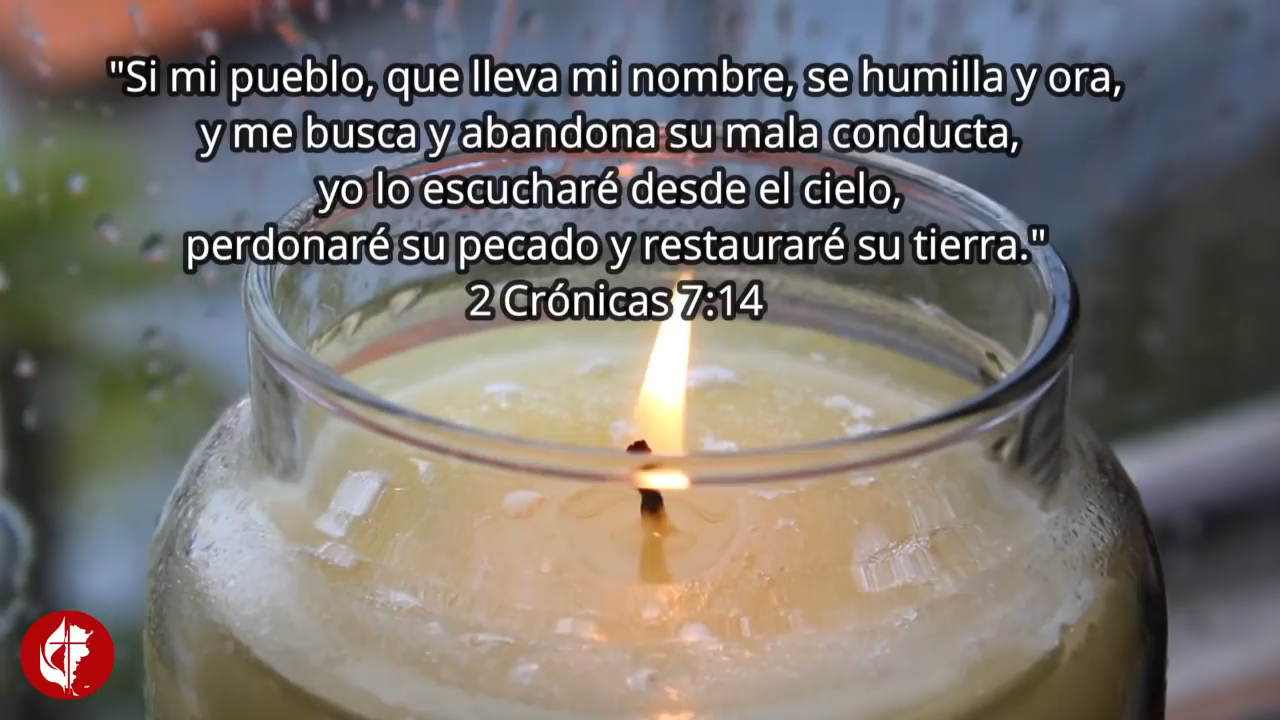 "Si mi pueblo, que lleva mi nombre, se humilla y ora,
y me busca y abandona su mala conducta,
yo lo escucharé desde el cielo,
perdonaré su pecado y restauraré su tierra."
2 Crónicas 7:14